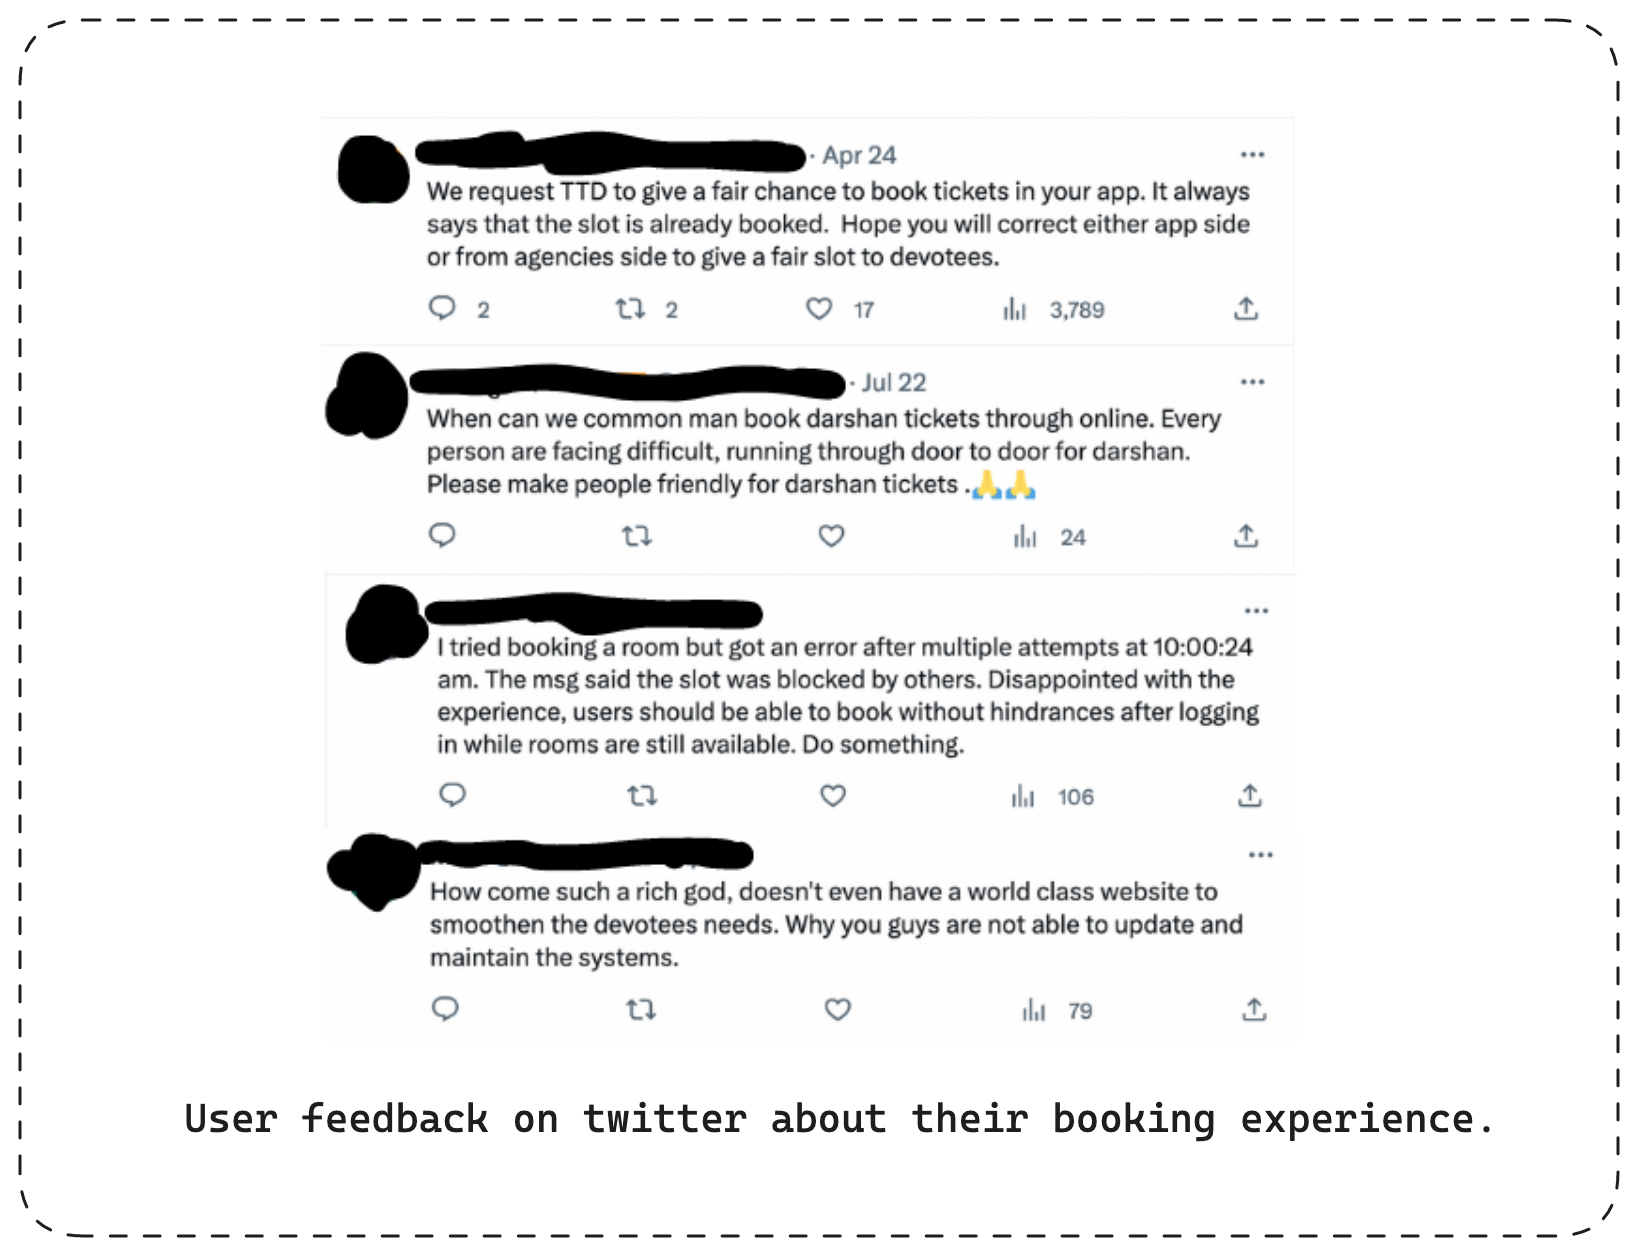 · Apr 24
We request TTD to give a fair chance to book tickets in your app. It always
says that the slot is already booked.  Hope you will correct either app side
or from agencies side to give a fair slot to devotees.
2 2 17 3,789
· Jul 22
When can we common man book darshan tickets through online. Every
person are facing difficult, running through door to door for darshan.
Please make people friendly for darshan tickets .🙏🙏
24
I tried booking a room but got an error after multiple attempts at 10:00:24
am. The msg said the slot was blocked by others. Disappointed with the
experience, users should be able to book without hindrances after logging
in while rooms are still available. Do something.
106
How come such a rich god, doesn't even have a world class website to
smoothen the devotees needs. Why you guys are not able to update and
maintain the systems.
79
User feedback on twitter about their booking experience.